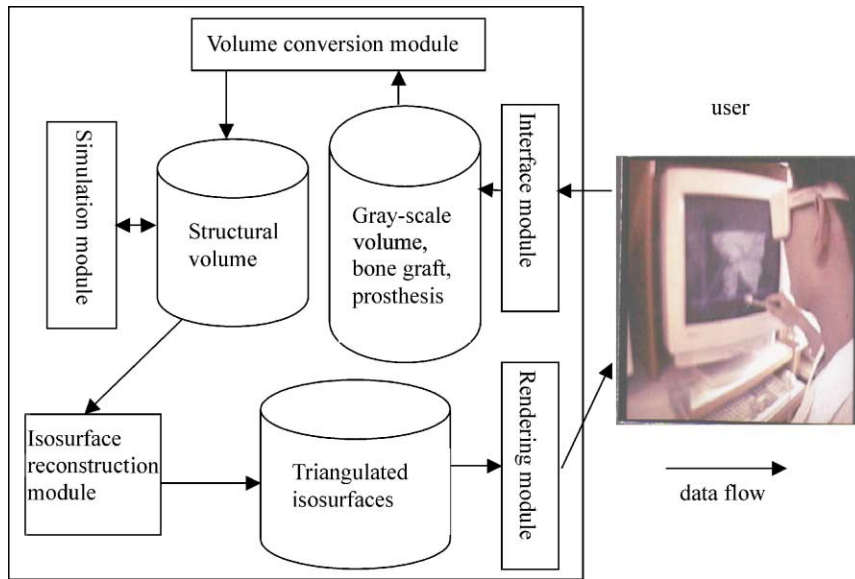 Volume conversion module
user
Simulation module
Structural
volume
Gray-scale
volume,
bone graft,
prosthesis
Interface module
Isosurface
reconstruction
module
Triangulated
isosurfaces
Rendering module
data flow